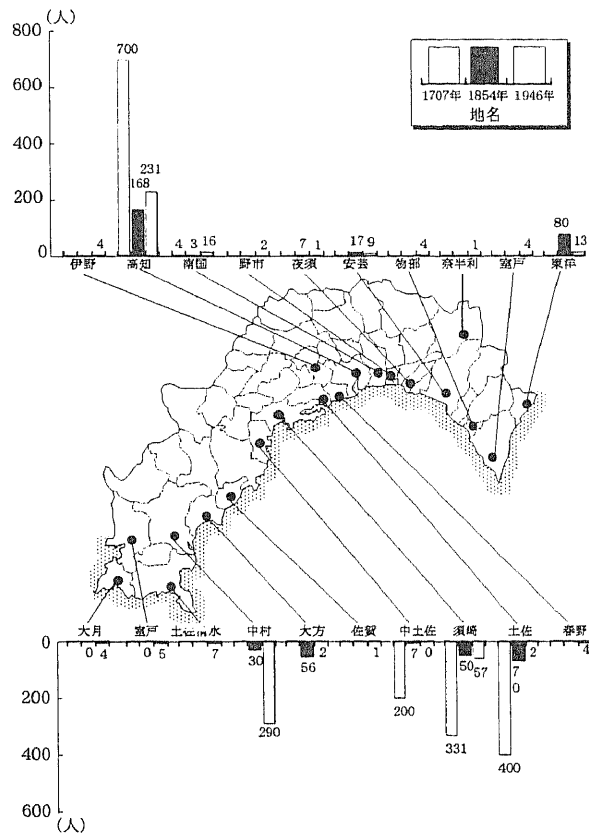 (人)
800
600
400
200
0
1707年 1854年 1946年
地名
4 700 168 231 4 3 16 2 7 1 17 9 4 1 4 80 13
伊野 高知 南国 野市 夜須 安芸 物部 奈半利 室戸 東洋
大月 室戸 土佐清水 中村 大方 佐賀 中土佐 須崎 土佐 春野
0
200
400
600
(人)
0 4 0 5 7 30 290 56 2 1 200 7 0 331 50 57 400 7
0 2 4